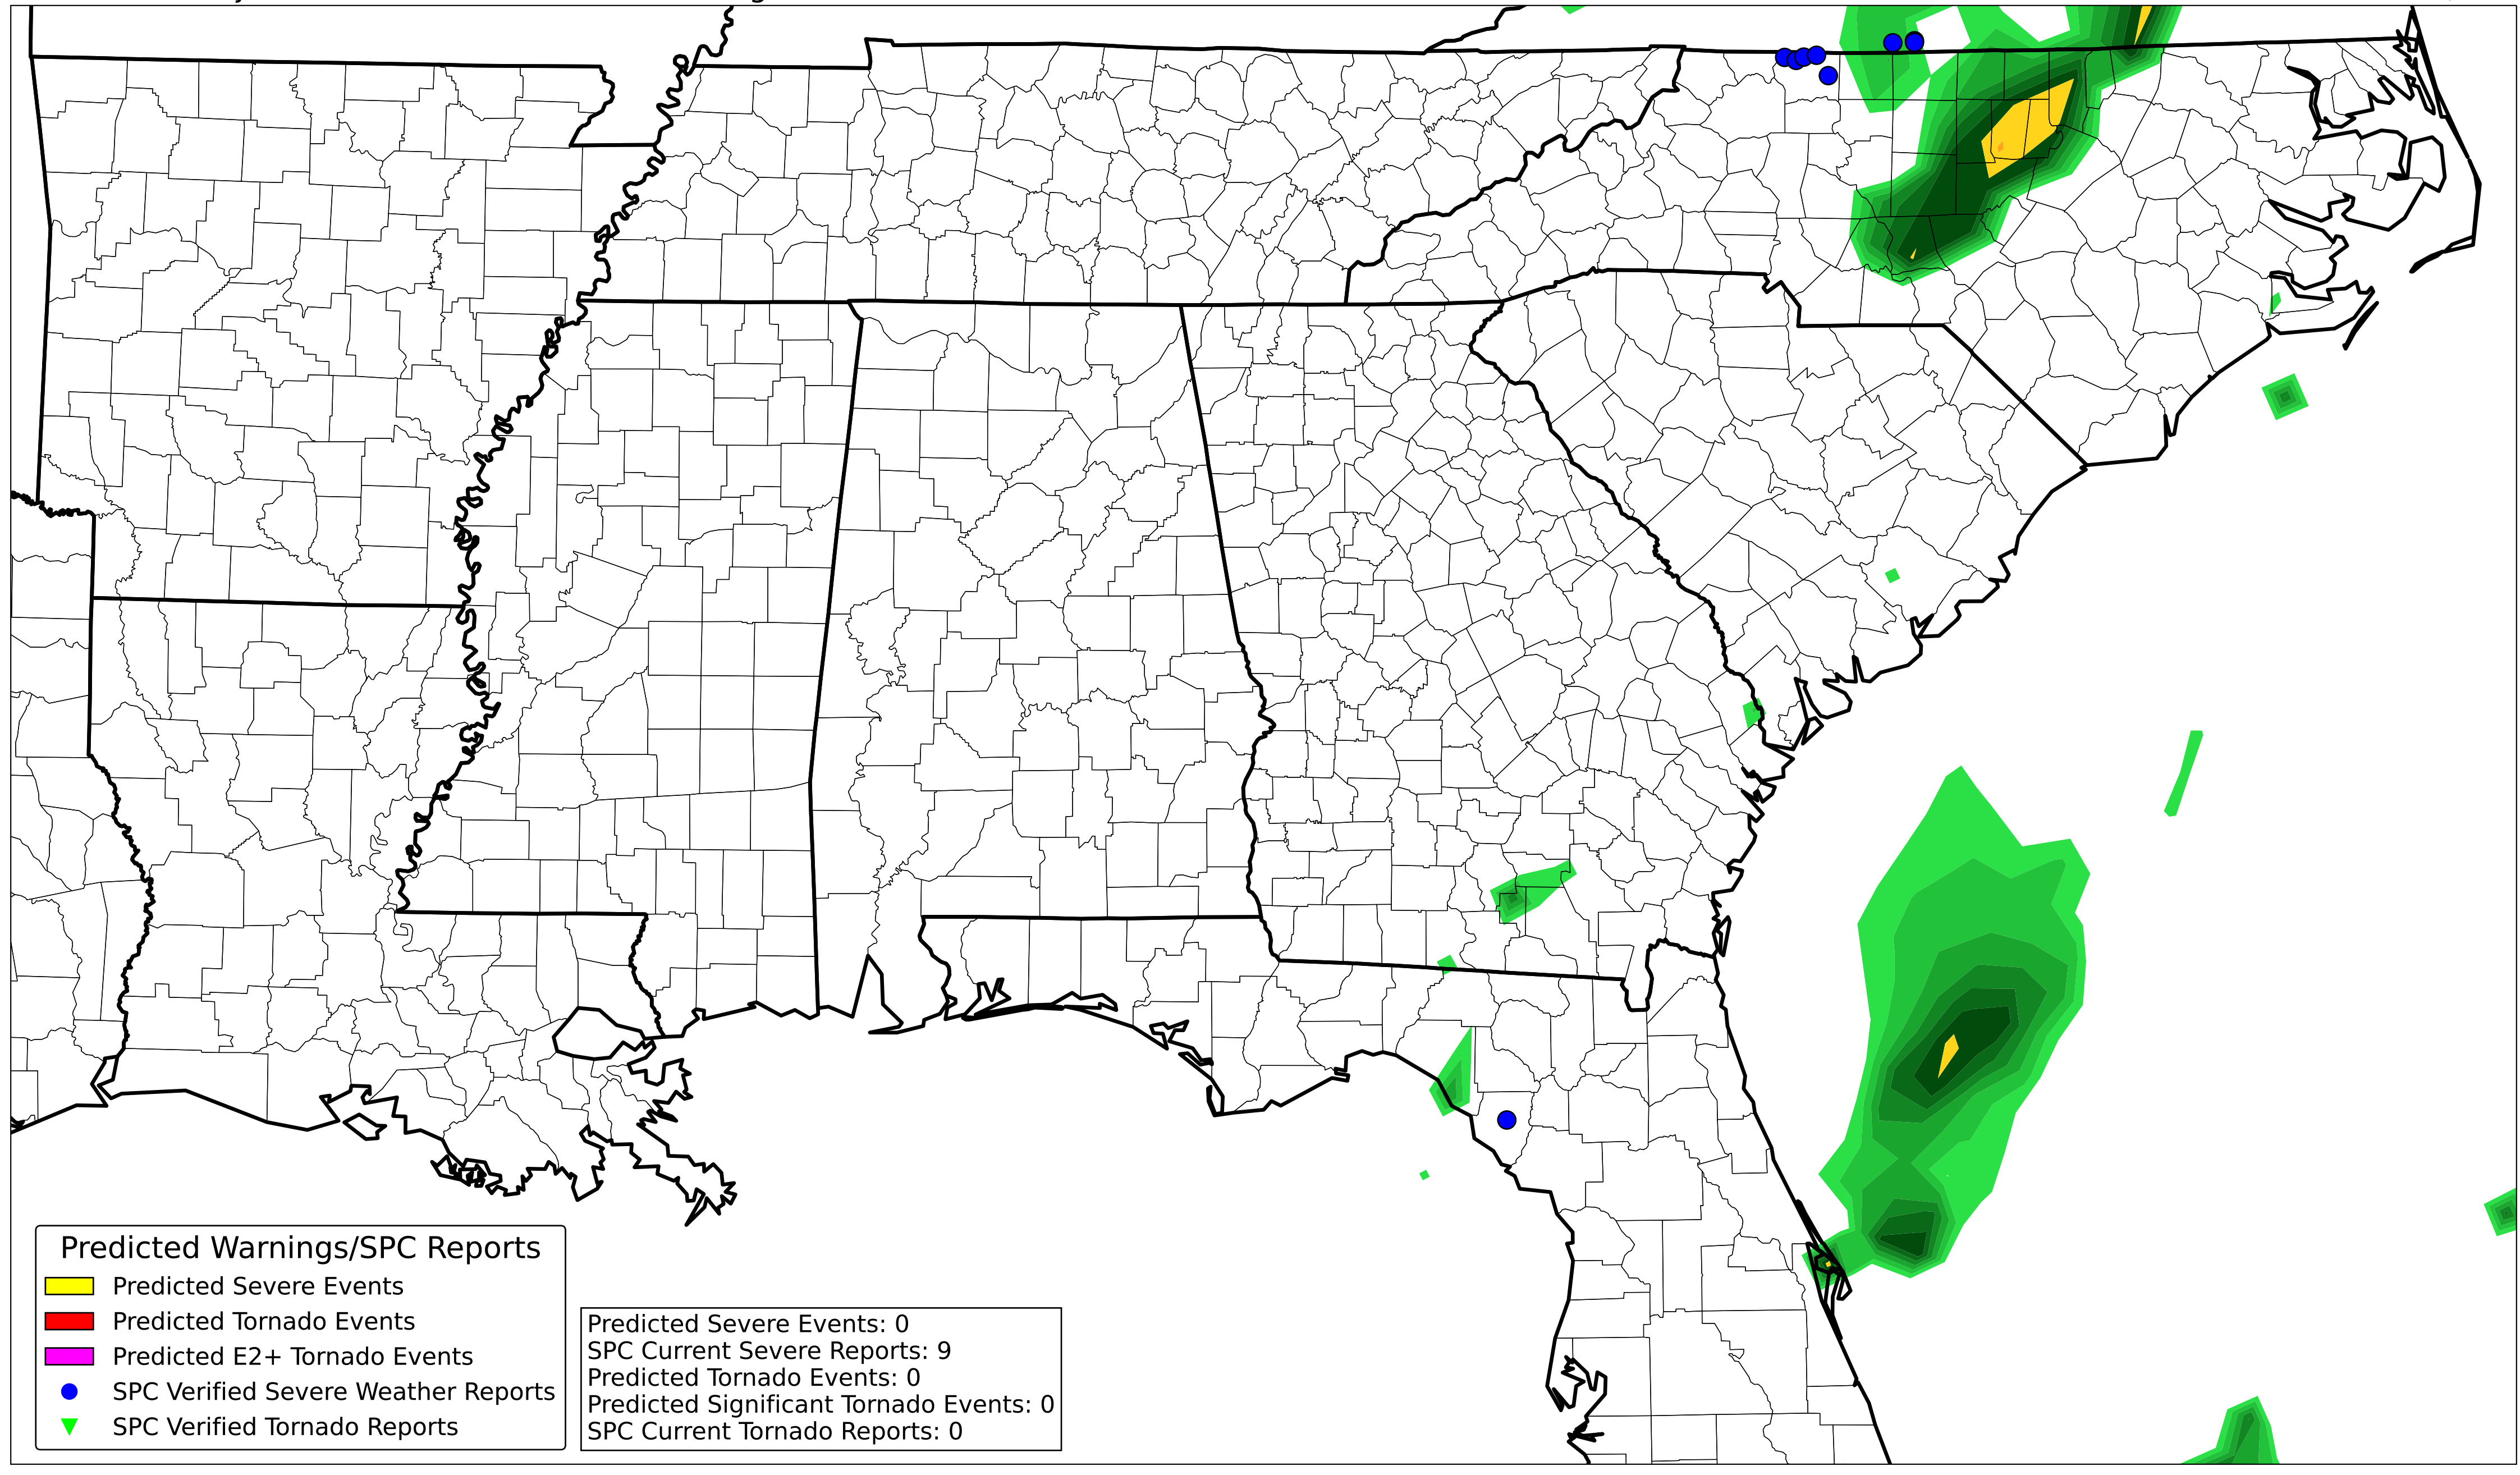 Predicted Warnings/SPC Reports
Predicted Severe Events
Predicted Tornado Events
Predicted E2+ Tornado Events
SPC Verified Severe Weather Reports
SPC Verified Tornado Reports
Predicted Severe Events: 0
SPC Current Severe Reports: 9
Predicted Tornado Events: 0
Predicted Significant Tornado Events: 0
SPC Current Tornado Reports: 0